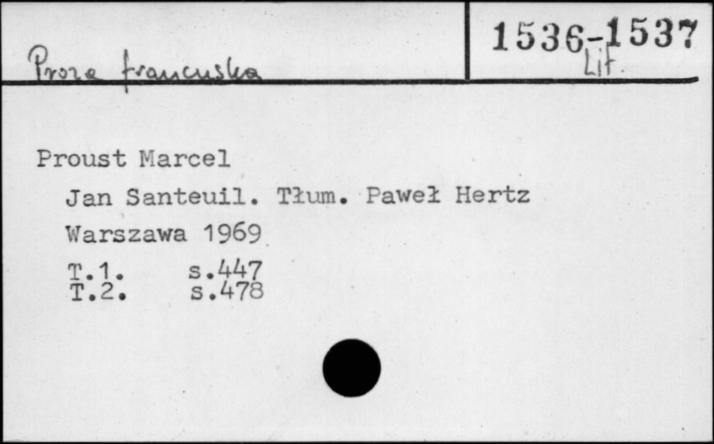 1536-1537
Lit.
Proza francuska
Proust Marcel
Jan Santeuil. Tłum. Paweł Hertz
Warszawa 1969
T.1. s.447
T.2. s.478